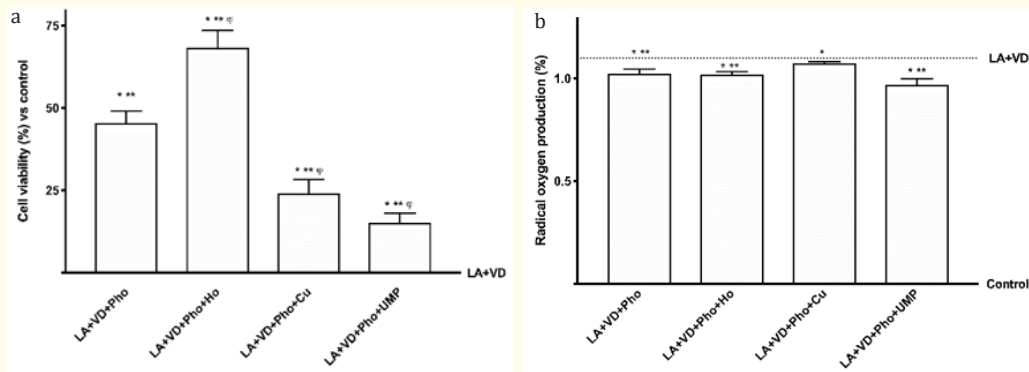 a
Cell viability (%) vs control
75
50
25
* **
* ** φ
* ** φ
* ** φ
LA+VD
LA+VD+Pho
LA+VD+Pho+Ho
LA+VD+Pho+Cu
LA+VD+Pho+UMP
b
Radical oxygen production (%)
1.0
0.5
* **
* **
*
* **
LA+VD
Control
LA+VD+Pho
LA+VD+Pho+Ho
LA+VD+Pho+Cu
LA+VD+Pho+UMP